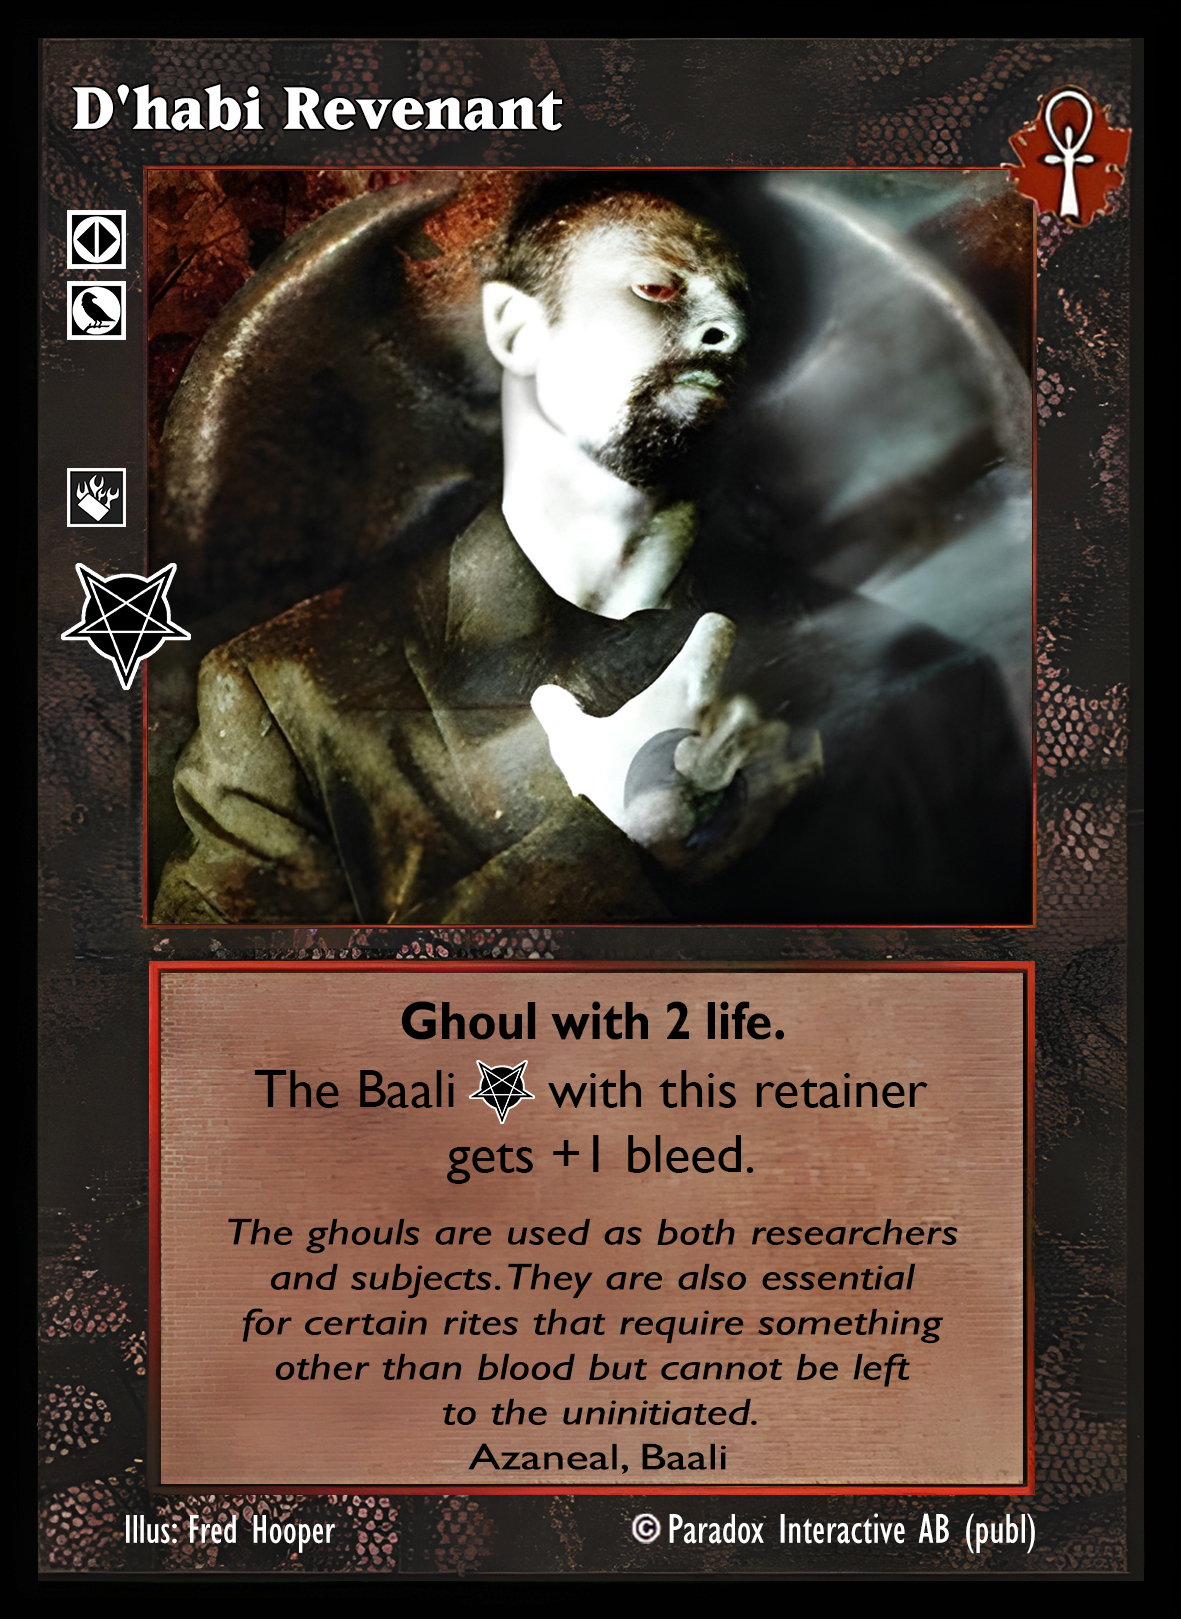 D'habi Revenant
Ghoul with 2 life.
The Baali with this retainer
gets +1 bleed.
The ghouls are used as both researchers
and subjects. They are also essential
for certain rites that require something
other than blood but cannot be left
to the uninitiated.
Azaneal, Baali
Illus: Fred Hooper
© Paradox Interactive AB (publ)